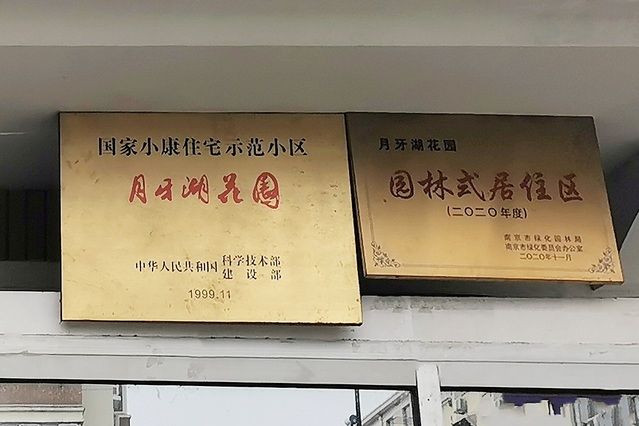 国家小康住宅示范小区
月牙湖花园
中华人民共和国 科学技术部
建设部
1999.11
月牙湖花园
园林式居住区
(二〇二〇年度)
南京市绿化园林局
南京市绿化委员会办公室
二〇二〇年十一月